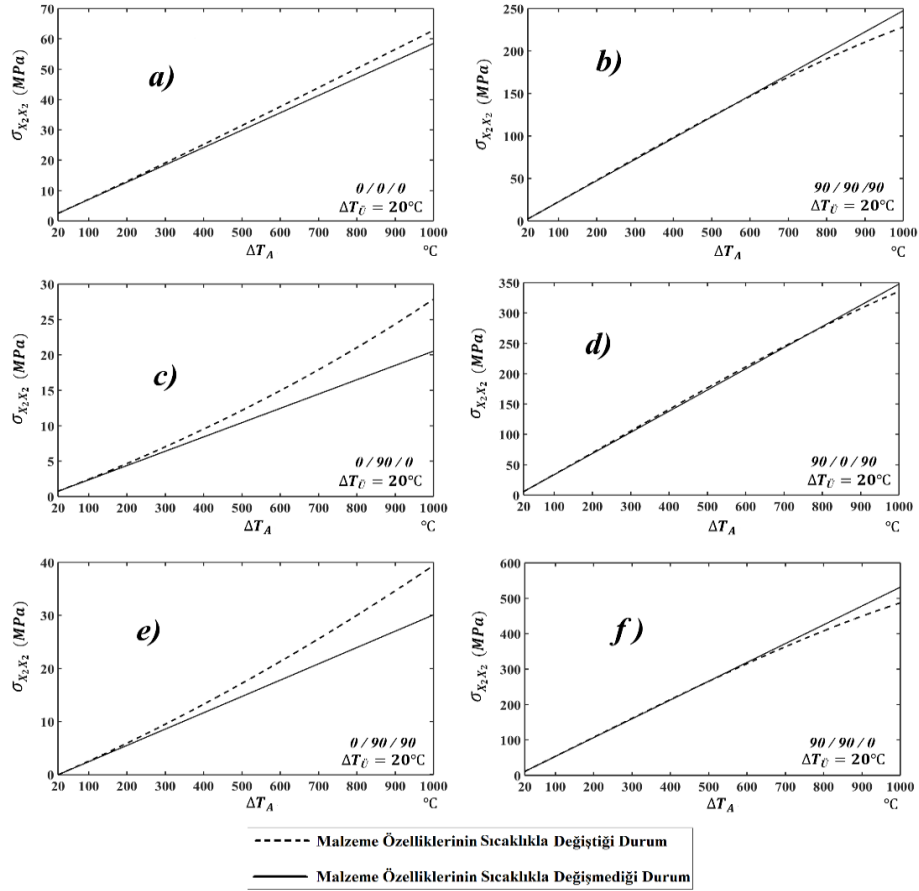 70
60
50
40
30
20
10
0
σX₂X₂ (MPa)
a)
0 / 0 / 0
ΔTÜ = 20°C
20 100 200 300 400 500 600 700 800 900 1000
ΔTA °C
250
200
150
100
50
0
σX₂X₂ (MPa)
b)
90 / 90 / 90
ΔTÜ = 20°C
20 100 200 300 400 500 600 700 800 900 1000
ΔTA °C
30
25
20
15
10
5
0
σX₂X₂ (MPa)
c)
0 / 90 / 0
ΔTÜ = 20°C
20 100 200 300 400 500 600 700 800 900 1000
ΔTA °C
350
300
250
200
150
100
50
0
σX₂X₂ (MPa)
d)
90 / 0 / 90
ΔTÜ = 20°C
20 100 200 300 400 500 600 700 800 900 1000
ΔTA °C
40
30
20
10
0
σX₂X₂ (MPa)
e)
0 / 90 / 90
ΔTÜ = 20°C
20 100 200 300 400 500 600 700 800 900 1000
ΔTA °C
600
500
400
300
200
100
0
σX₂X₂ (MPa)
f )
90 / 90 / 0
ΔTÜ = 20°C
20 100 200 300 400 500 600 700 800 900 1000
ΔTA °C
Malzeme Özelliklerinin Sıcaklıkla Değiştiği Durum
Malzeme Özelliklerinin Sıcaklıkla Değişmediği Durum